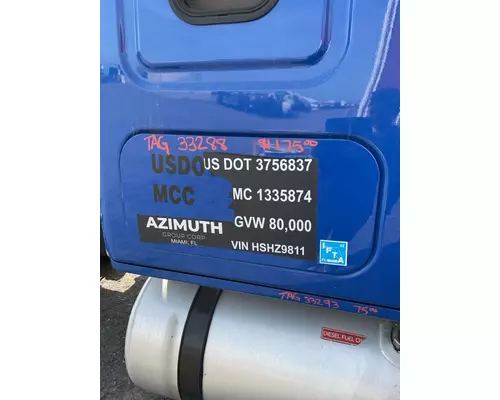 TAG 33288 $175.00
USDO US DOT 3756837
MCC MC 1335874
AZIMUTH GVW 80,000
GROUP CORP
MIAMI, FL VIN HSHZ9811
I F T A
TAG 33293 75.00
DIESEL FUEL ONLY